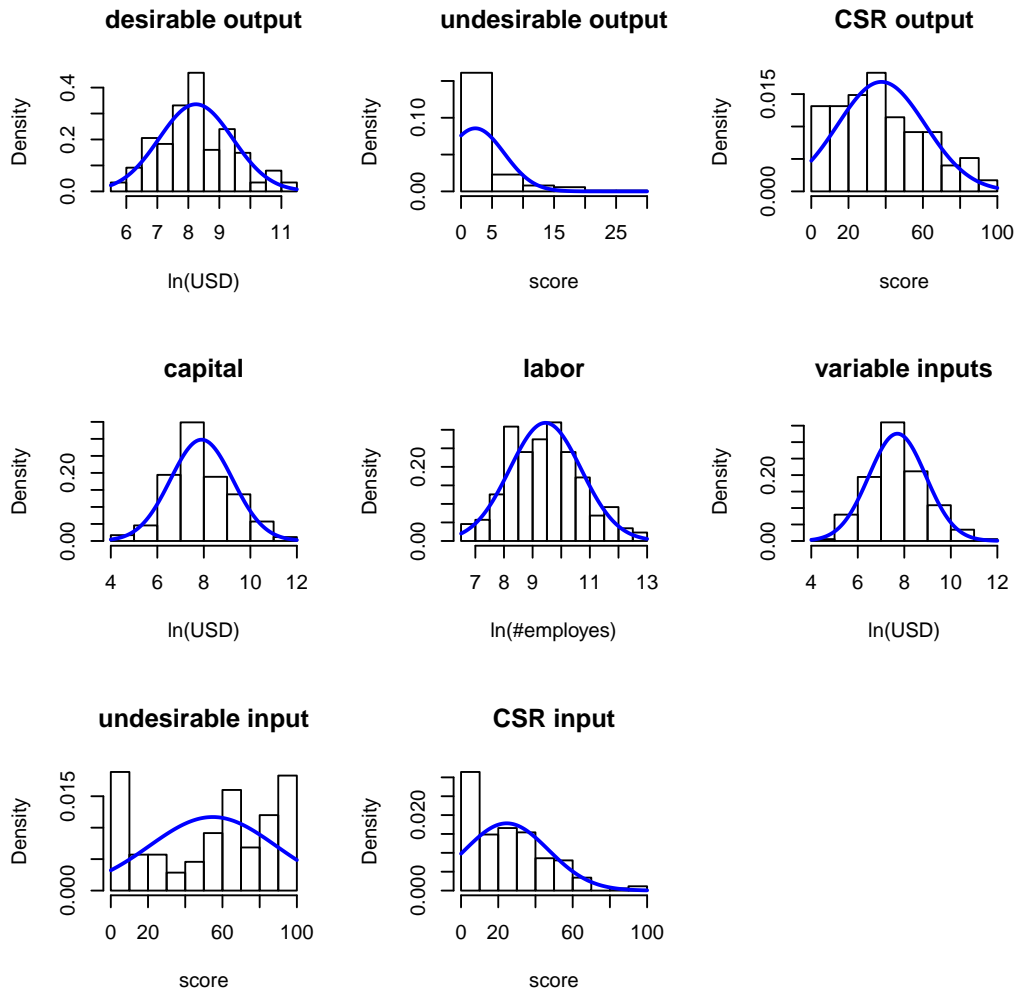 desirable output
undesirable output
CSR output
Density
0.0 0.2 0.4
6 7 8 9 11
ln(USD)
Density
0.00 0.10
0 5 15 25
score
Density
0.000 0.015
0 20 60 100
score
capital
labor
variable inputs
Density
0.00 0.20
4 6 8 10 12
ln(USD)
Density
0.00 0.20
7 8 9 11 13
ln(#employes)
Density
0.00 0.20
4 6 8 10 12
ln(USD)
undesirable input
CSR input
Density
0.000 0.015
0 20 60 100
score
Density
0.000 0.020
0 20 60 100
score